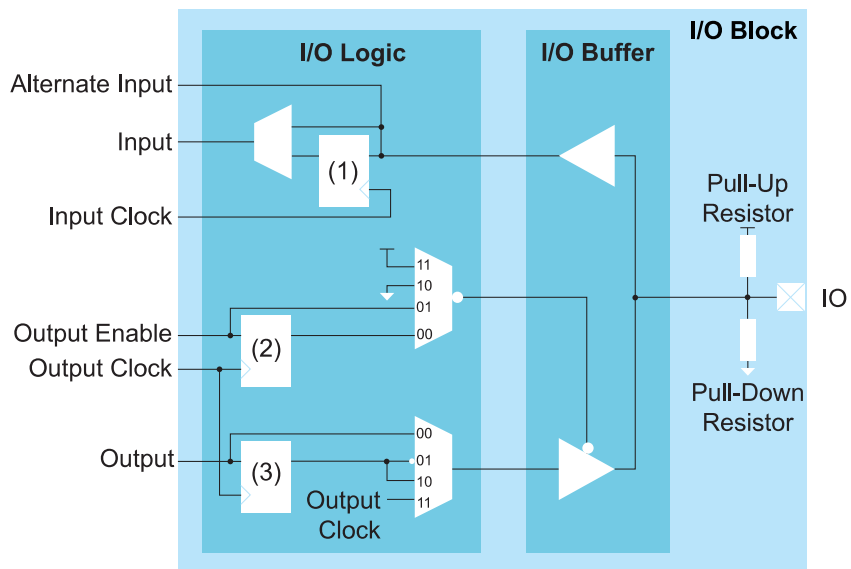 I/O Block
I/O Logic
I/O Buffer
Alternate Input
Input
(1)
Input Clock
Pull-Up
Resistor
11
10
01
00
IO
Output Enable
(2)
Output Clock
Pull-Down
Resistor
Output
(3)
00
01
10
11
Output
Clock